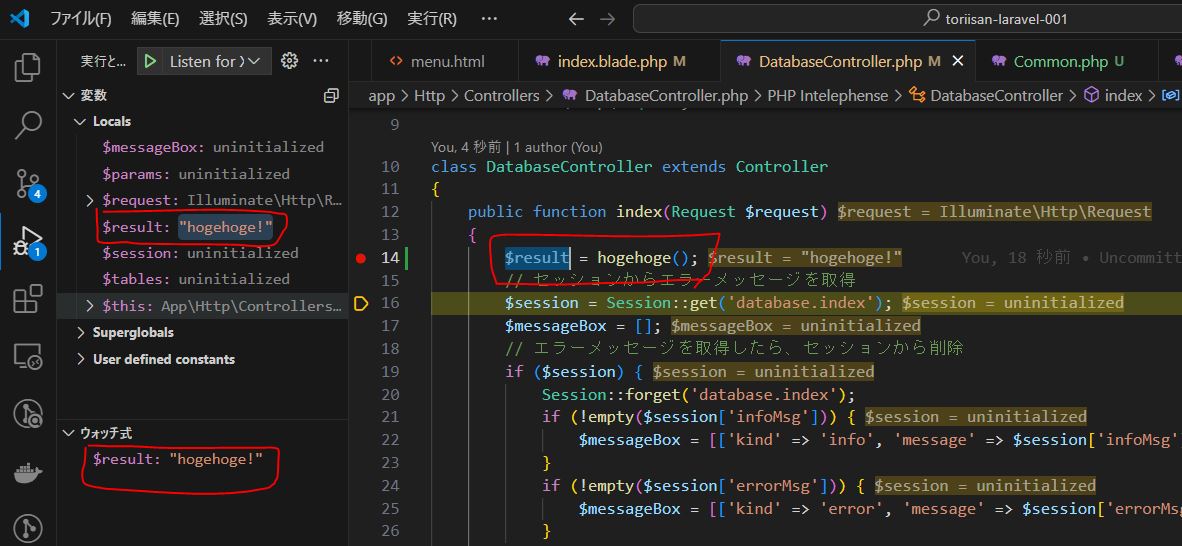 ファイル(F) 編集(E) 選択(S) 表示(V) 移動(G) 実行(R) ··· toriisan-laravel-001
実行と... Listen for X ···
menu.html index.blade.php M DatabaseController.php M Common.php U
app > Http > Controllers > DatabaseController.php > PHP Intelephense > DatabaseController > index >
変数
Locals
$messageBox: uninitialized
$params: uninitialized
$request: Illuminate\Http\R...
$result: "hogehoge!"
$session: uninitialized
$tables: uninitialized
$this: App\Http\Controllers...
Superglobals
User defined constants
ウォッチ式
$result: "hogehoge!"
4
1
9
You, 4 秒前 | 1 author (You)
10 class DatabaseController extends Controller
11 {
12 public function index(Request $request) $request = Illuminate\Http\Request
13 {
14 $result = hogehoge(); $result = "hogehoge!" You, 18 秒前 • Uncommitt
15 // セッションからエラーメッセージを取得
16 $session = Session::get('database.index'); $session = uninitialized
17 $messageBox = []; $messageBox = uninitialized
18 // エラーメッセージを取得したら、セッションから削除
19 if ($session) { $session = uninitialized
20 Session::forget('database.index');
21 if (!empty($session['infoMsg'])) { $session = uninitialized
22 $messageBox = [['kind' => 'info', 'message' => $session['infoMsg'
23 }
24 if (!empty($session['errorMsg'])) { $session = uninitialized
25 $messageBox = [['kind' => 'error', 'message' => $session['errorMs
26 }